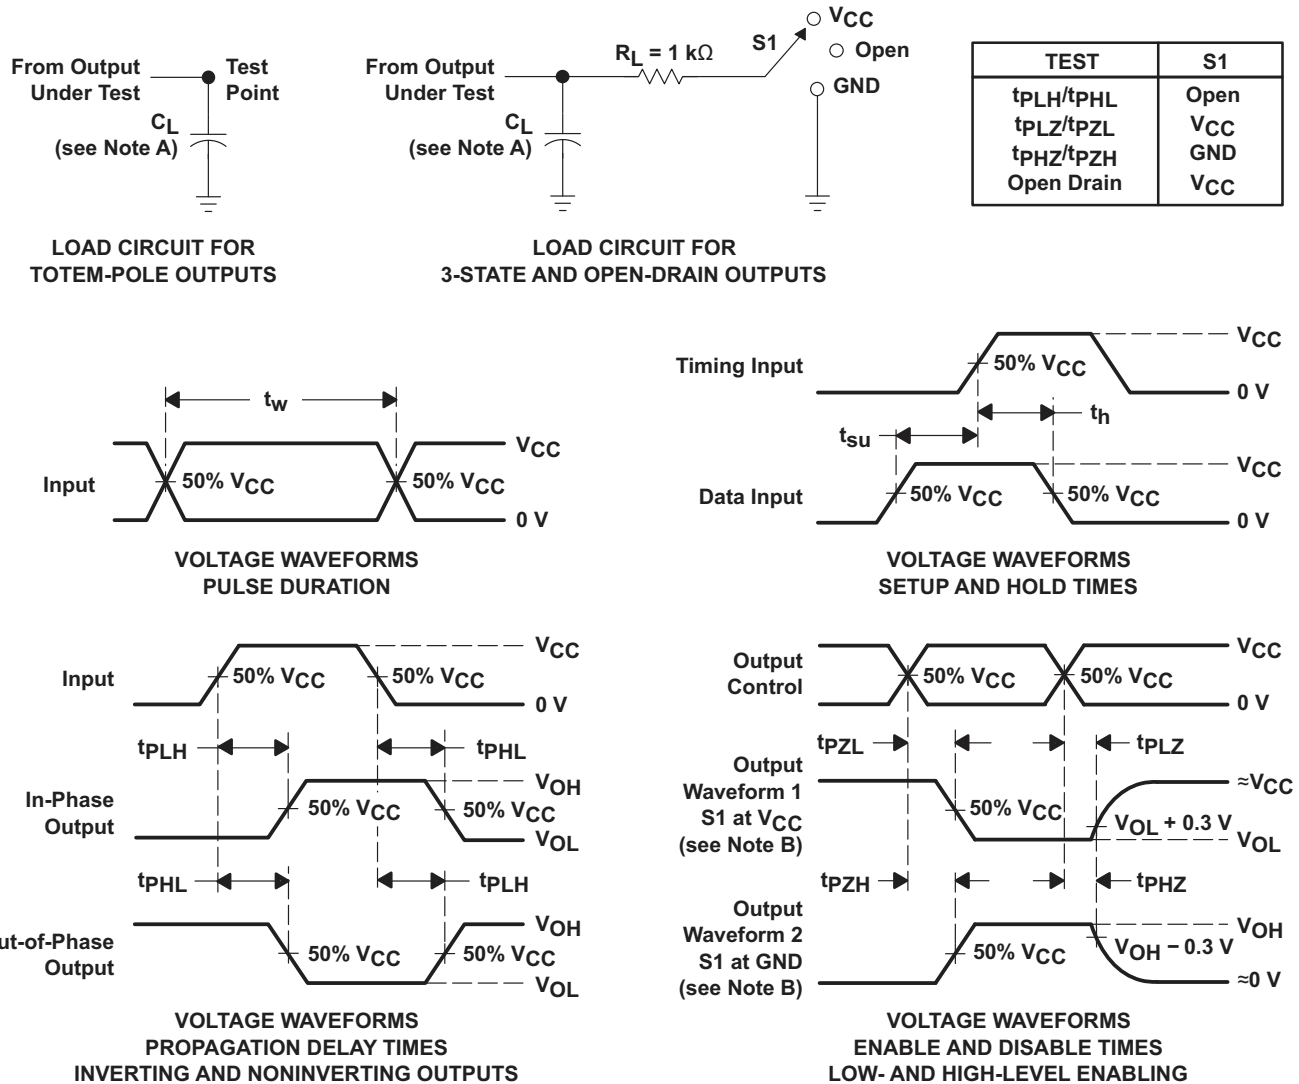 From Output
Under Test
Test
Point
CL
(see Note A)
LOAD CIRCUIT FOR
TOTEM-POLE OUTPUTS
From Output
Under Test
RL = 1 kΩ
S1
VCC
Open
GND
CL
(see Note A)
LOAD CIRCUIT FOR
3-STATE AND OPEN-DRAIN OUTPUTS
TEST S1
tPLH/tPHL Open
tPLZ/tPZL VCC
tPHZ/tPZH GND
Open Drain VCC
tw
Input
50% VCC
50% VCC
VCC
0 V
VOLTAGE WAVEFORMS
PULSE DURATION
Timing Input
50% VCC
VCC
0 V
tsu
th
Data Input
50% VCC
50% VCC
VCC
0 V
VOLTAGE WAVEFORMS
SETUP AND HOLD TIMES
Input
50% VCC
50% VCC
VCC
0 V
tPLH
tPHL
In-Phase
Output
50% VCC
50% VCC
VOH
VOL
tPHL
tPLH
ut-of-Phase
Output
50% VCC
50% VCC
VOH
VOL
VOLTAGE WAVEFORMS
PROPAGATION DELAY TIMES
INVERTING AND NONINVERTING OUTPUTS
Output
Control
50% VCC
50% VCC
VCC
0 V
tPZL
tPLZ
Output
Waveform 1
S1 at VCC
(see Note B)
50% VCC
VOL + 0.3 V
≈VCC
VOL
tPZH
tPHZ
Output
Waveform 2
S1 at GND
(see Note B)
50% VCC
VOH − 0.3 V
VOH
≈0 V
VOLTAGE WAVEFORMS
ENABLE AND DISABLE TIMES
LOW- AND HIGH-LEVEL ENABLING